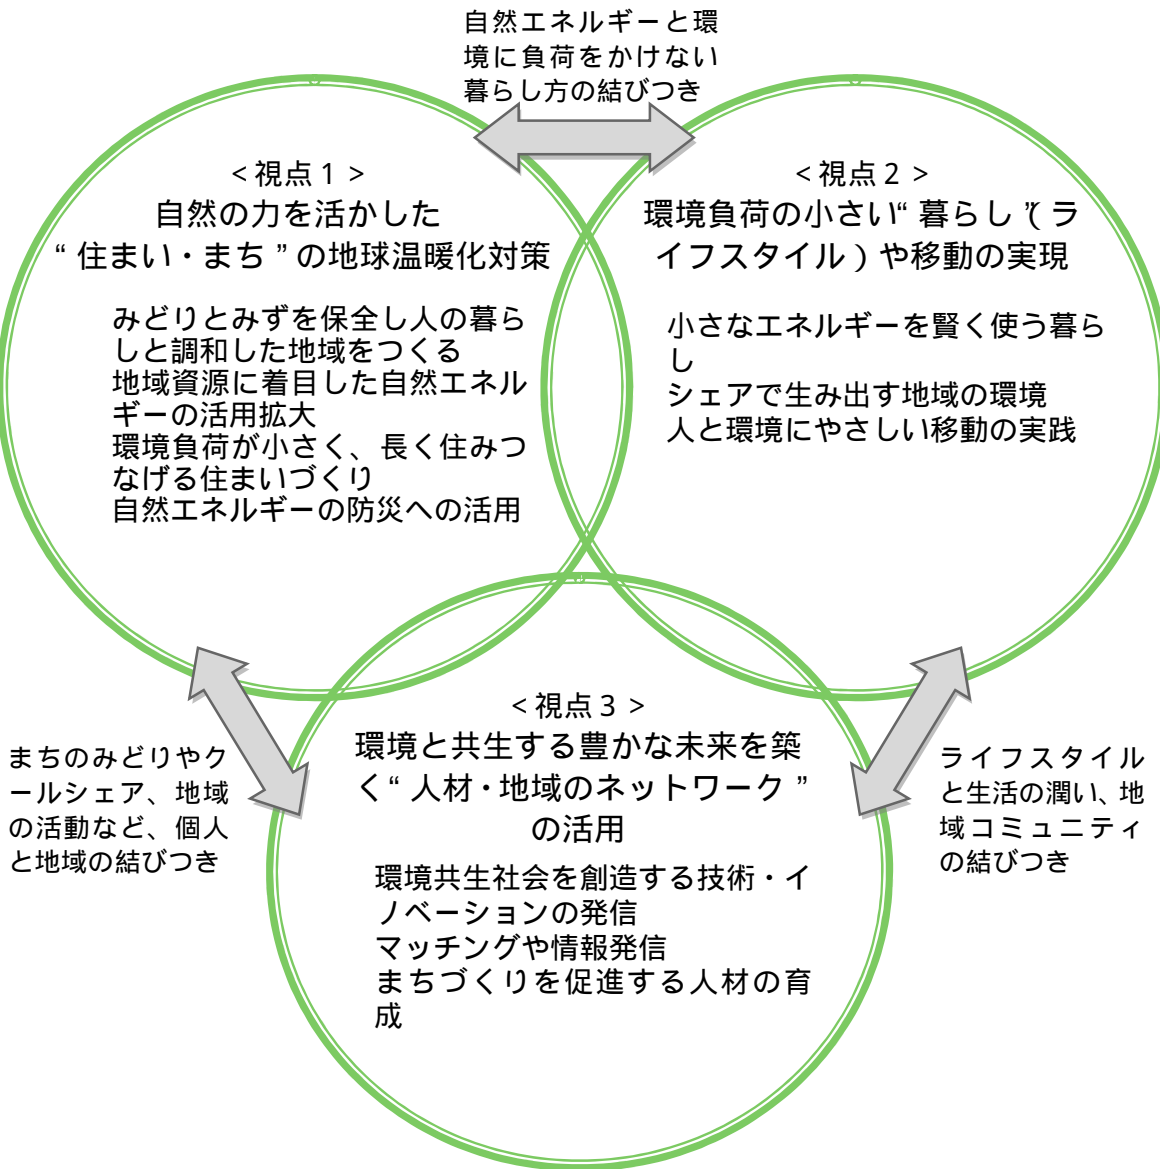 自然エネルギーと環
境に負荷をかけない
暮らし方の結びつき
<視点1>
自然の力を活かした
“住まい・まち”の地球温暖化対策
みどりとみずを保全し人の暮ら
しと調和した地域をつくる
地域資源に着目した自然エネル
ギーの活用拡大
環境負荷が小さく、長く住みつ
なげる住まいづくり
自然エネルギーの防災への活用
<視点2>
環境負荷の小さい“暮らし”(ラ
イフスタイル)や移動の実現
小さなエネルギーを賢く使う暮ら
し
シェアで生み出す地域の環境
人と環境にやさしい移動の実践
<視点3>
環境と共生する豊かな未来を築
く“人材・地域のネットワーク”
の活用
環境共生社会を創造する技術・イ
ノベーションの発信
マッチングや情報発信
まちづくりを促進する人材の育
成
まちのみどりやク
ールシェア、地域
の活動など、個人
と地域の結びつき
ライフスタイル
と生活の潤い、地
域コミュニティ
の結びつき